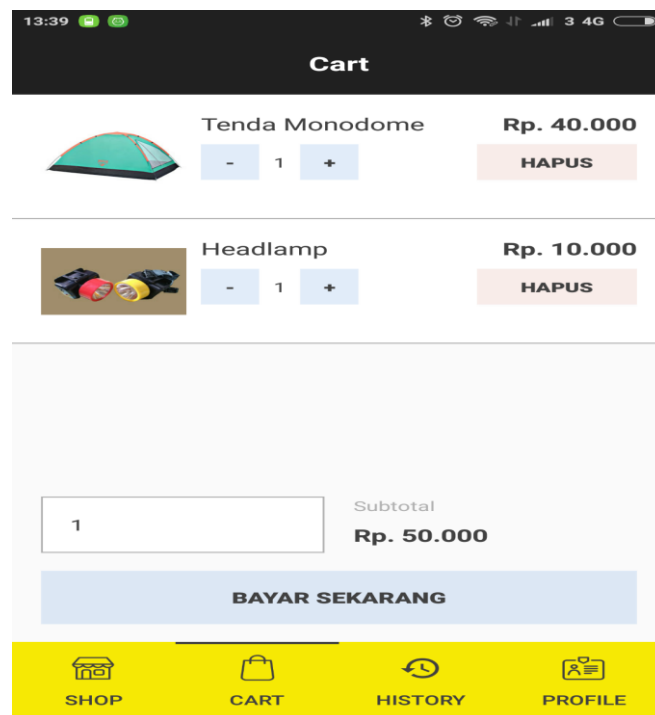 13:39 3 4G
Cart
Tenda Monodome Rp. 40.000
- 1 + HAPUS
Headlamp Rp. 10.000
- 1 + HAPUS
Subtotal
1 Rp. 50.000
BAYAR SEKARANG
SHOP CART HISTORY PROFILE